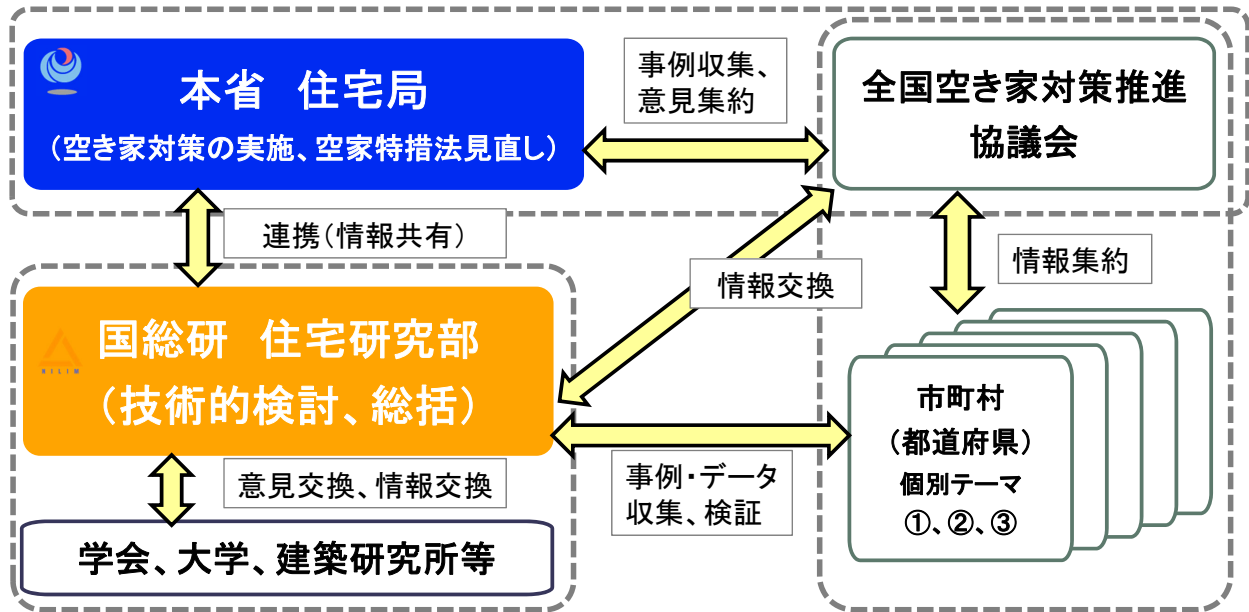 本省　住宅局
(空き家対策の実施、空家特措法見直し)
事例収集、
意見集約
全国空き家対策推進
協議会
連携(情報共有)
情報交換
情報集約
国総研　住宅研究部
(技術的検討、総括)
NILIM
意見交換、情報交換
事例・データ
収集、検証
市町村
(都道府県)
個別テーマ
①、②、③
学会、大学、建築研究所等